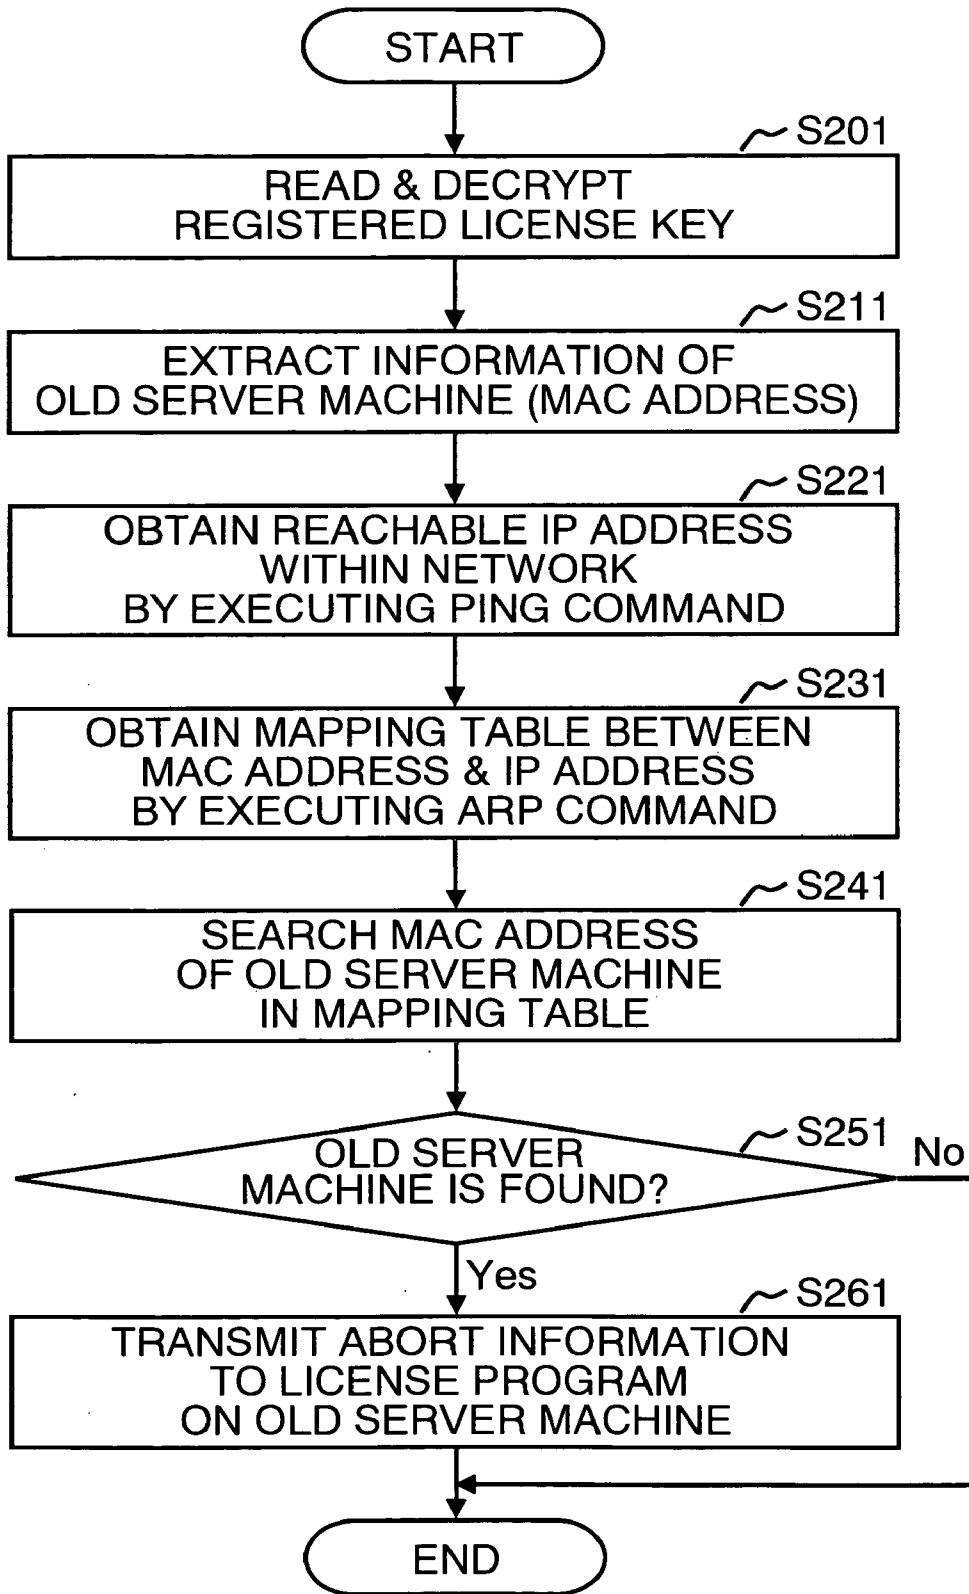 START
S201
READ & DECRYPT
REGISTERED LICENSE KEY
S211
EXTRACT INFORMATION OF
OLD SERVER MACHINE (MAC ADDRESS)
S221
OBTAIN REACHABLE IP ADDRESS
WITHIN NETWORK
BY EXECUTING PING COMMAND
S231
OBTAIN MAPPING TABLE BETWEEN
MAC ADDRESS & IP ADDRESS
BY EXECUTING ARP COMMAND
S241
SEARCH MAC ADDRESS
OF OLD SERVER MACHINE
IN MAPPING TABLE
S251
OLD SERVER
MACHINE IS FOUND?
No
Yes
S261
TRANSMIT ABORT INFORMATION
TO LICENSE PROGRAM
ON OLD SERVER MACHINE
END